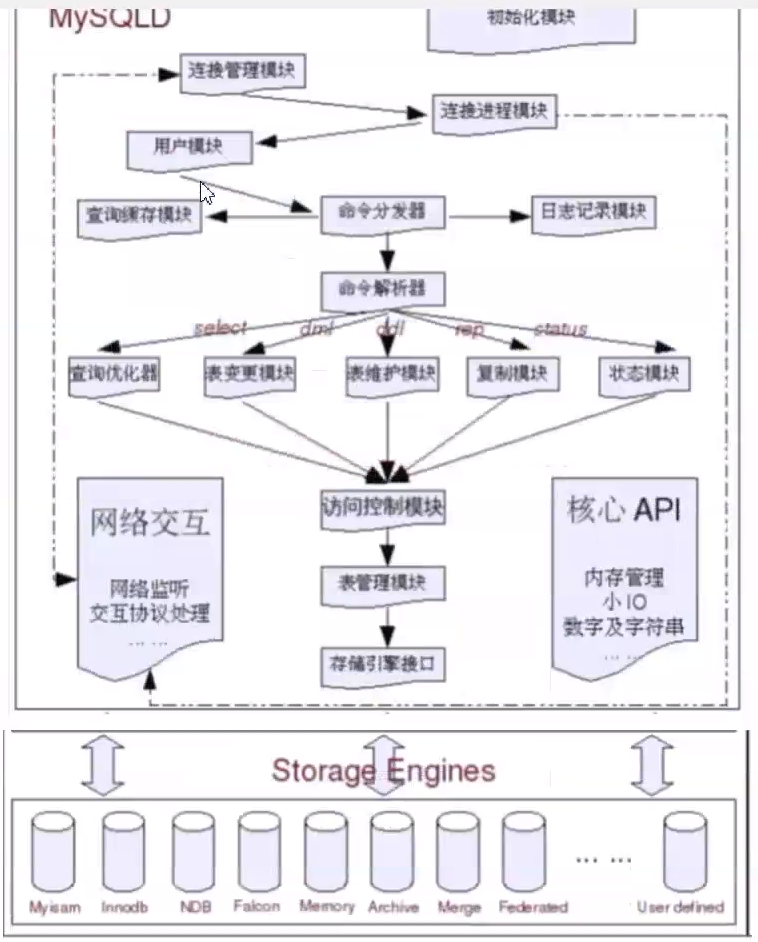 MySQLD
初始化模块
连接管理模块
连接进程模块
用户模块
查询缓存模块
命令分发器
日志记录模块
命令解析器
select
dml
ddl
rep
status
查询优化器
表变更模块
表维护模块
复制模块
状态模块
网络交互
网络监听
交互协议处理
... ...
访问控制模块
表管理模块
存储引擎接口
核心 API
内存管理
小 IO
数字及字符串
... ...
Storage Engines
Myisam
Innodb
NDB
Falcon
Memory
Archive
Merge
Federated
... ...
User defined